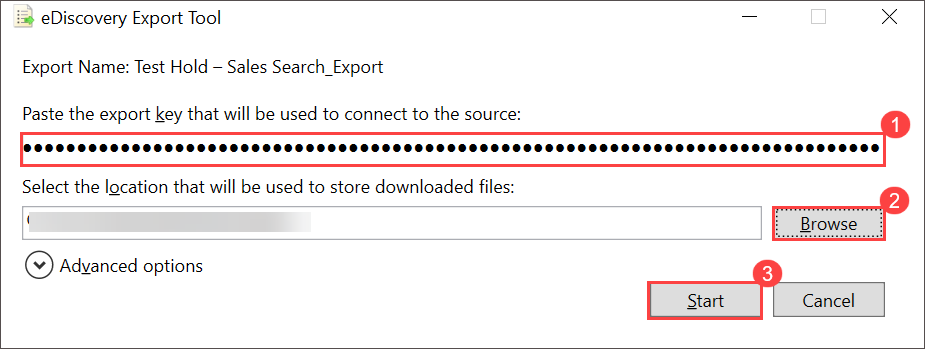 eDiscovery Export Tool
Export Name: Test Hold – Sales Search_Export
Paste the export key that will be used to connect to the source:
1
●●●●●●●●●●●●●●●●●●●●●●●●●●●●●●●●●●●●●●●●●●●●●●●●●●●●●●●●●●●●●●●●●●●●●●●●●●●●●●●
Select the location that will be used to store downloaded files:
2
Browse
Advanced options
3
Start Cancel